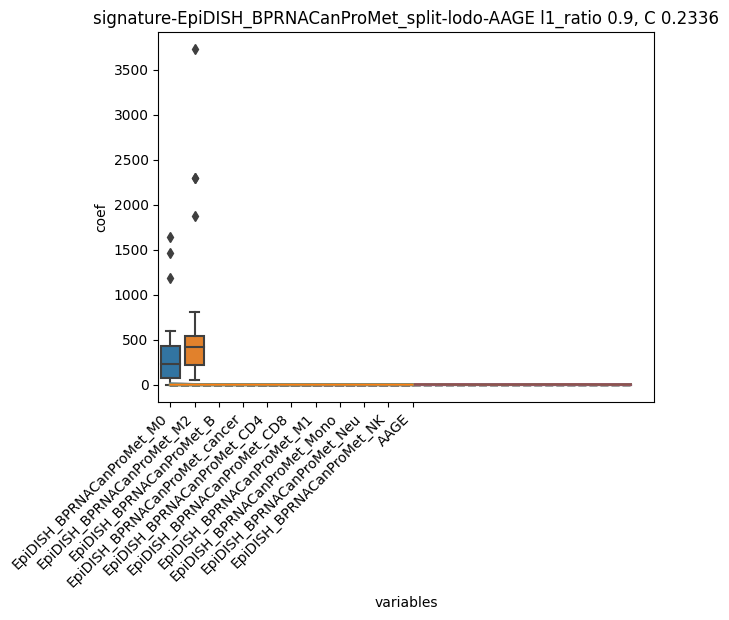 signature-EpiDISH_BPRNACanProMet_split-lodo-AAGE l1_ratio 0.9, C 0.2336
3500
3000
2500
2000
1500
1000
500
0
coef
EpiDISH_BPRNACanProMet_M0
EpiDISH_BPRNACanProMet_M2
EpiDISH_BPRNACanProMet_B
EpiDISH_BPRNACanProMet_cancer
EpiDISH_BPRNACanProMet_CD4
EpiDISH_BPRNACanProMet_CD8
EpiDISH_BPRNACanProMet_M1
EpiDISH_BPRNACanProMet_Mono
EpiDISH_BPRNACanProMet_Neu
EpiDISH_BPRNACanProMet_NK
AAGE
variables